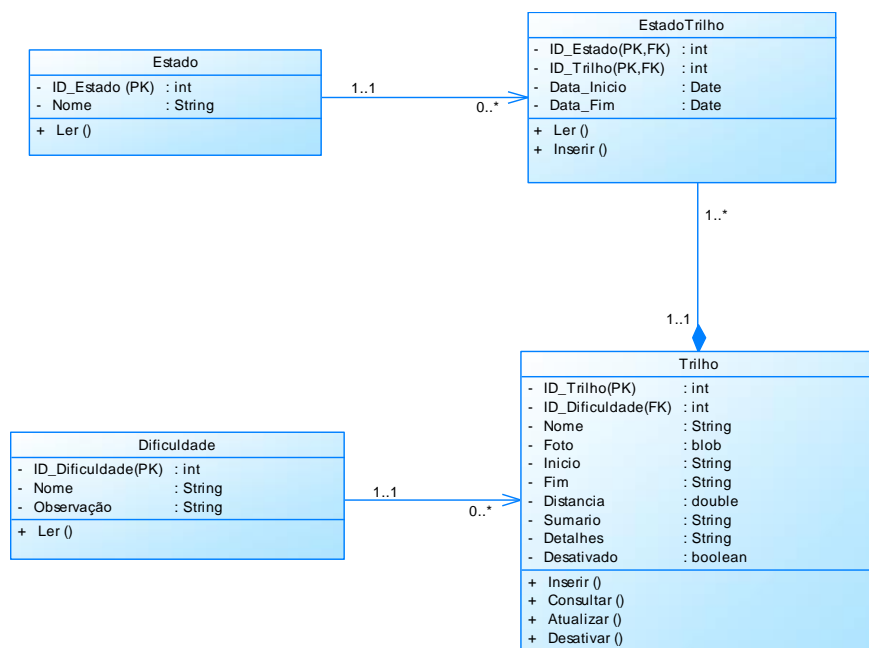 Estado
- ID_Estado (PK) : int
- Nome : String
+ Ler ()
1..1
0..*
EstadoTrilho
- ID_Estado(PK,FK) : int
- ID_Trilho(PK,FK) : int
- Data_Inicio : Date
- Data_Fim : Date
+ Ler ()
+ Inserir ()
1..*
1..1
Dificuldade
- ID_Dificuldade(PK) : int
- Nome : String
- Observação : String
+ Ler ()
1..1
0..*
Trilho
- ID_Trilho(PK) : int
- ID_Dificuldade(FK) : int
- Nome : String
- Foto : blob
- Inicio : String
- Fim : String
- Distancia : double
- Sumario : String
- Detalhes : String
- Desativado : boolean
+ Inserir ()
+ Consultar ()
+ Atualizar ()
+ Desativar ()